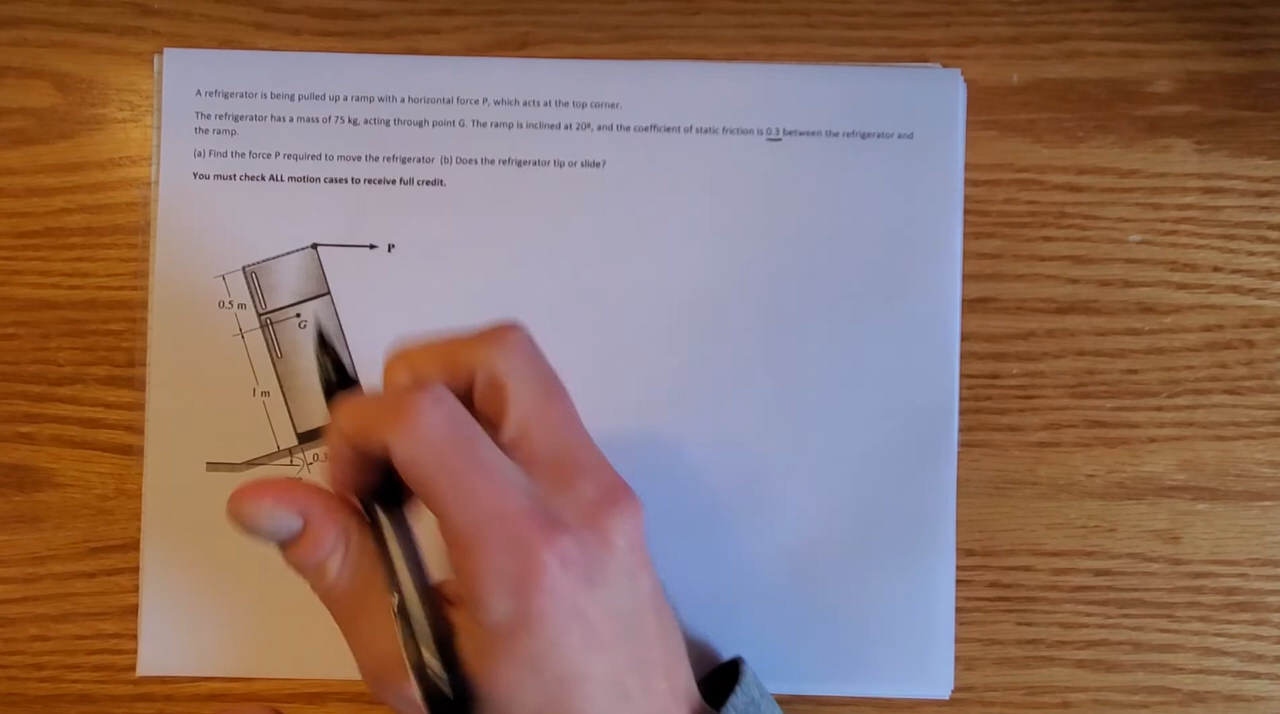 A refrigerator is being pulled up a ramp with a horizontal force P, which acts at the top corner.
The refrigerator has a mass of 75 kg, acting through point G. The ramp is inclined at 20º, and the coefficient of static friction is 0.3 between the refrigerator and
the ramp.
(a) Find the force P required to move the refrigerator (b) Does the refrigerator tip or slide?
You must check ALL motion cases to receive full credit.
P
0.5 m
G
1 m
0.3